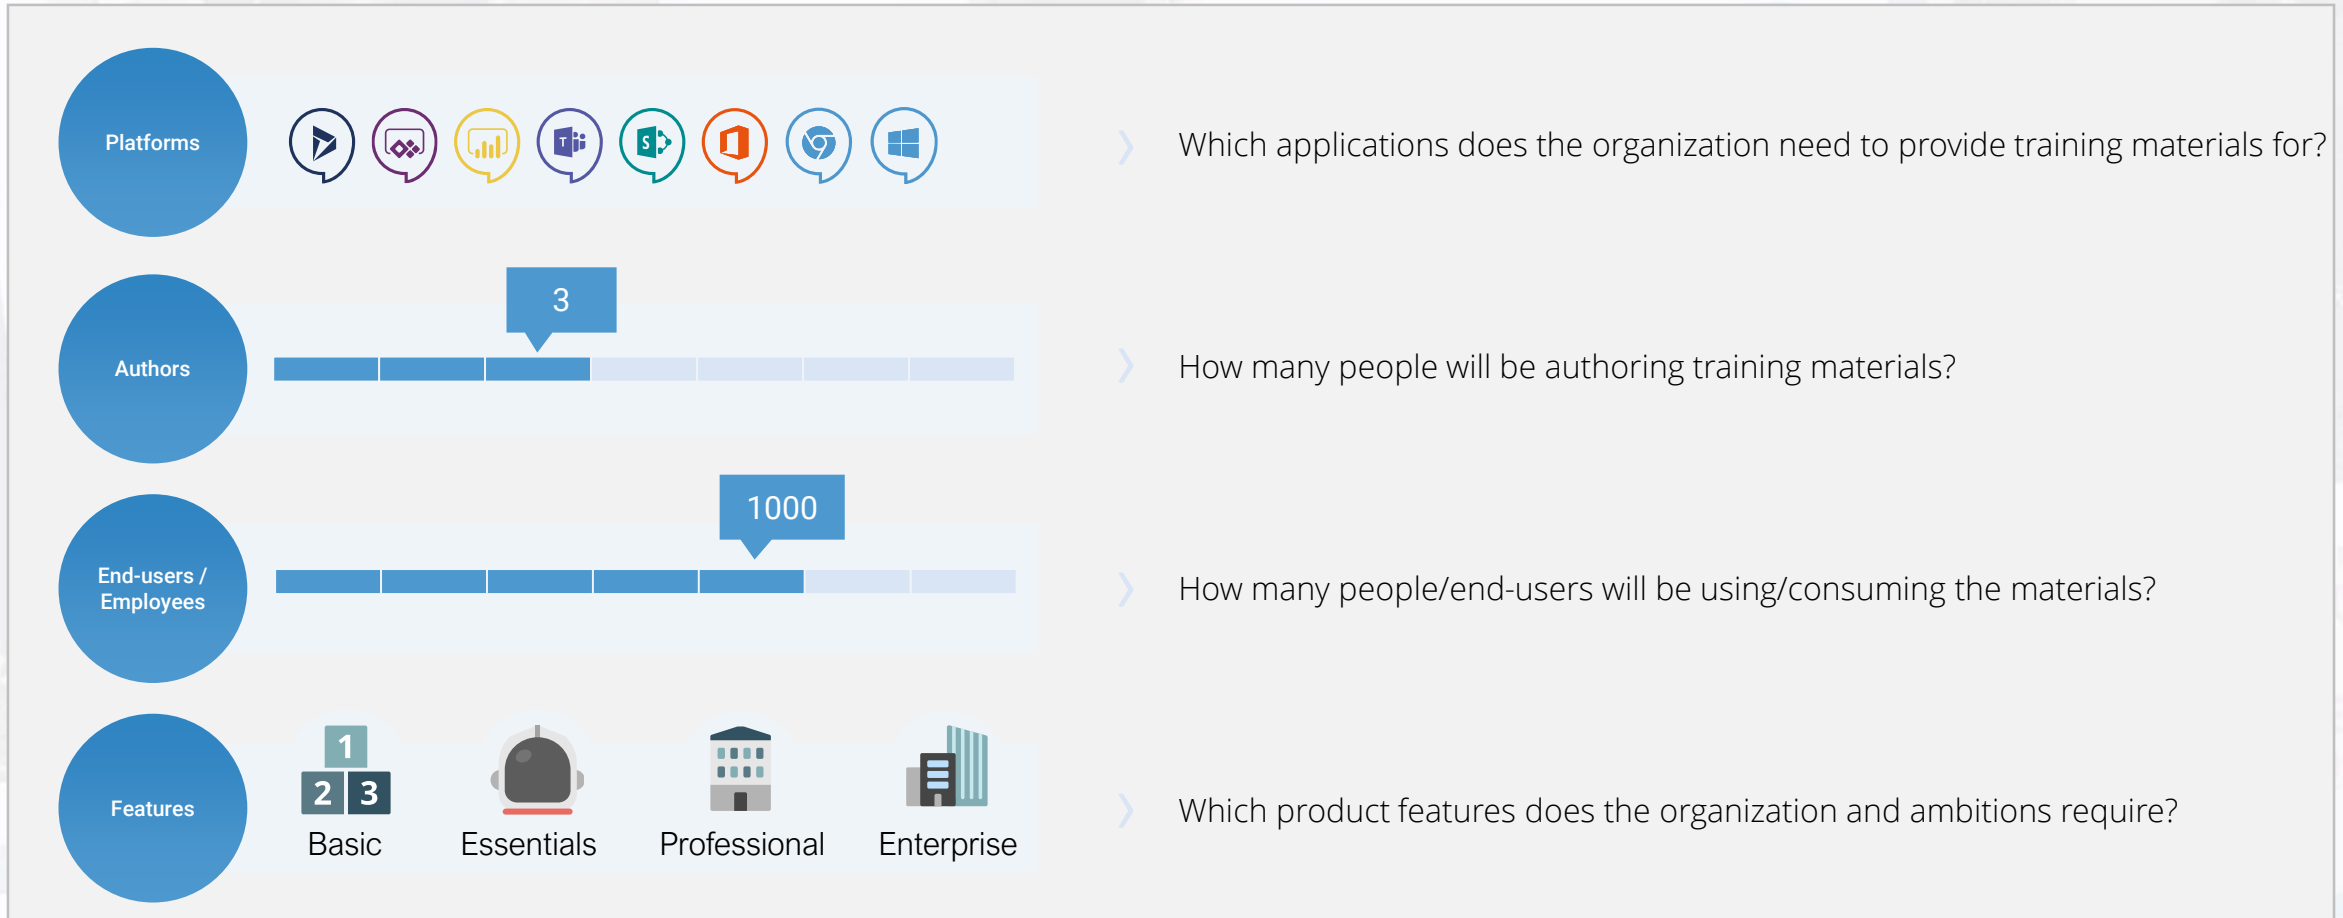 Platforms
Which applications does the organization need to provide training materials for?
3
Authors
How many people will be authoring training materials?
1000
End-users /
Employees
How many people/end-users will be using/consuming the materials?
Features
1
2 3
Basic
Essentials
Professional
Enterprise
Which product features does the organization and ambitions require?